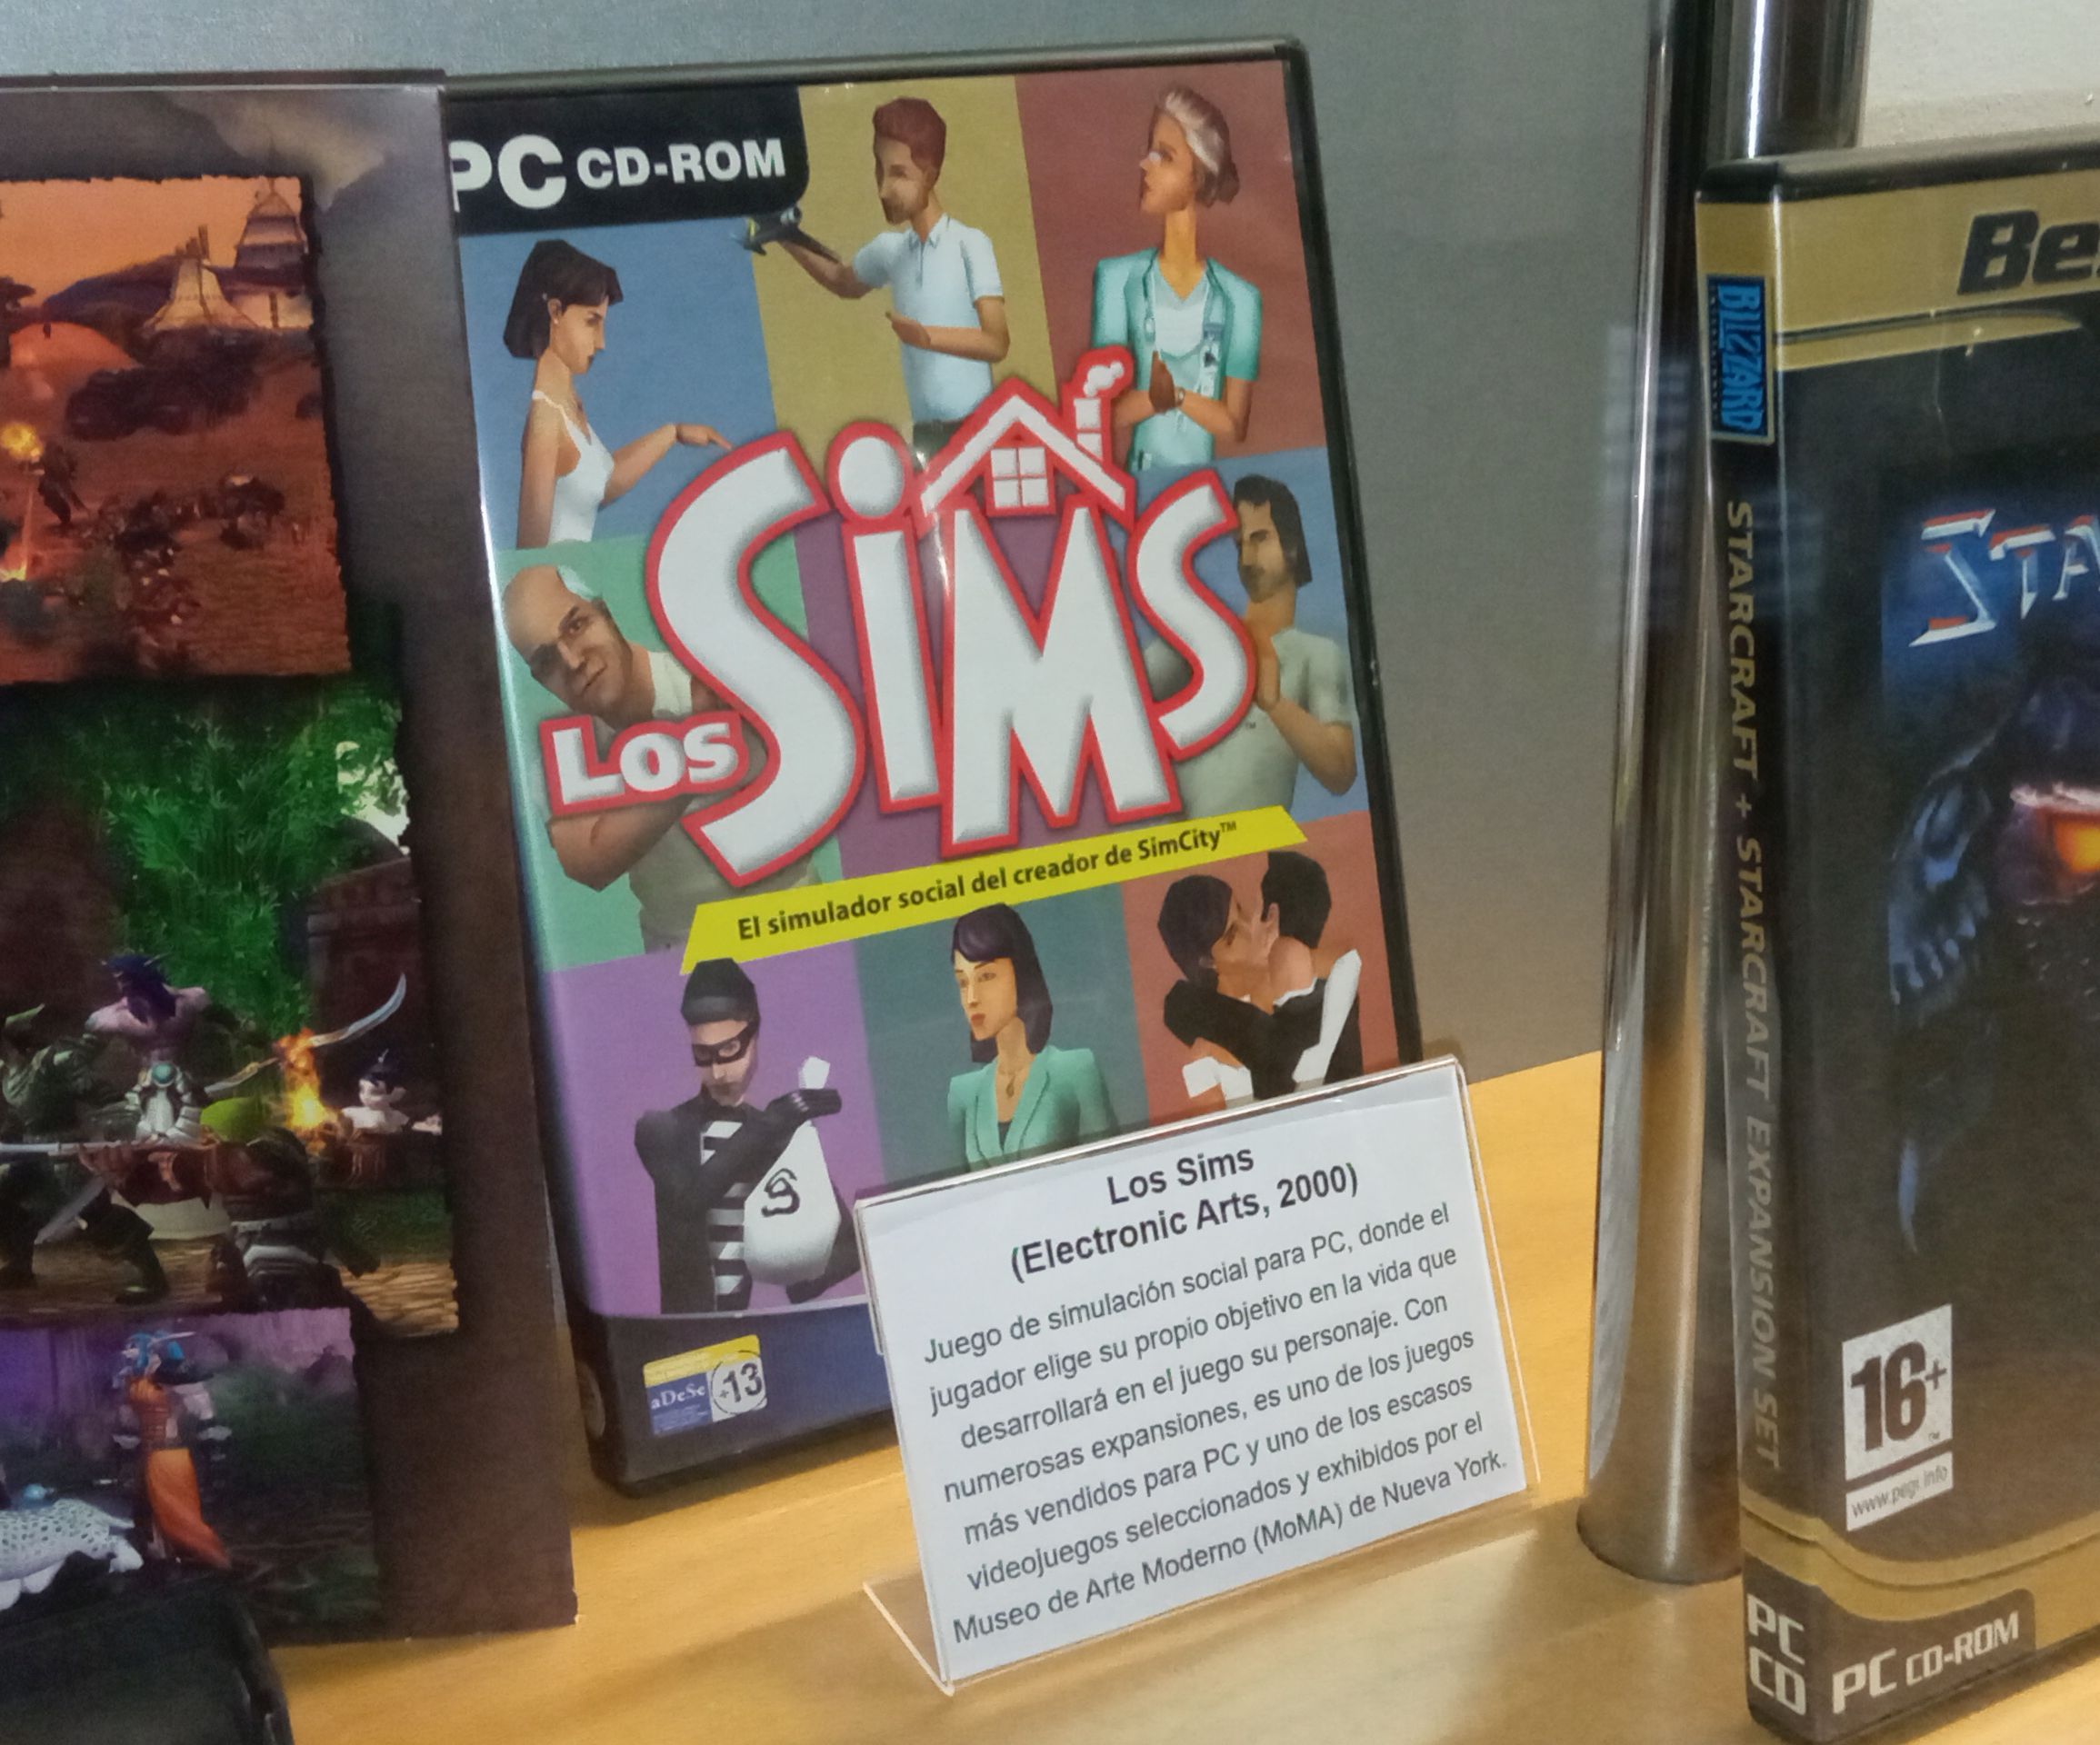 PC CD-ROM
Los Sims
El simulador social del creador de SimCity™
S
aDeSe +13
Los Sims
(Electronic Arts, 2000)
Juego de simulación social para PC, donde el
jugador elige su propio objetivo en la vida que
desarrollará en el juego su personaje. Con
numerosas expansiones, es uno de los juegos
más vendidos para PC y uno de los escasos
videojuegos seleccionados y exhibidos por el
Museo de Arte Moderno (MoMA) de Nueva York.
BLIZZARD
STARCRAFT + STARCRAFT EXPANSION SET
PC
CD
Bes
STA
16+
www.pegi.info
PC CD-ROM